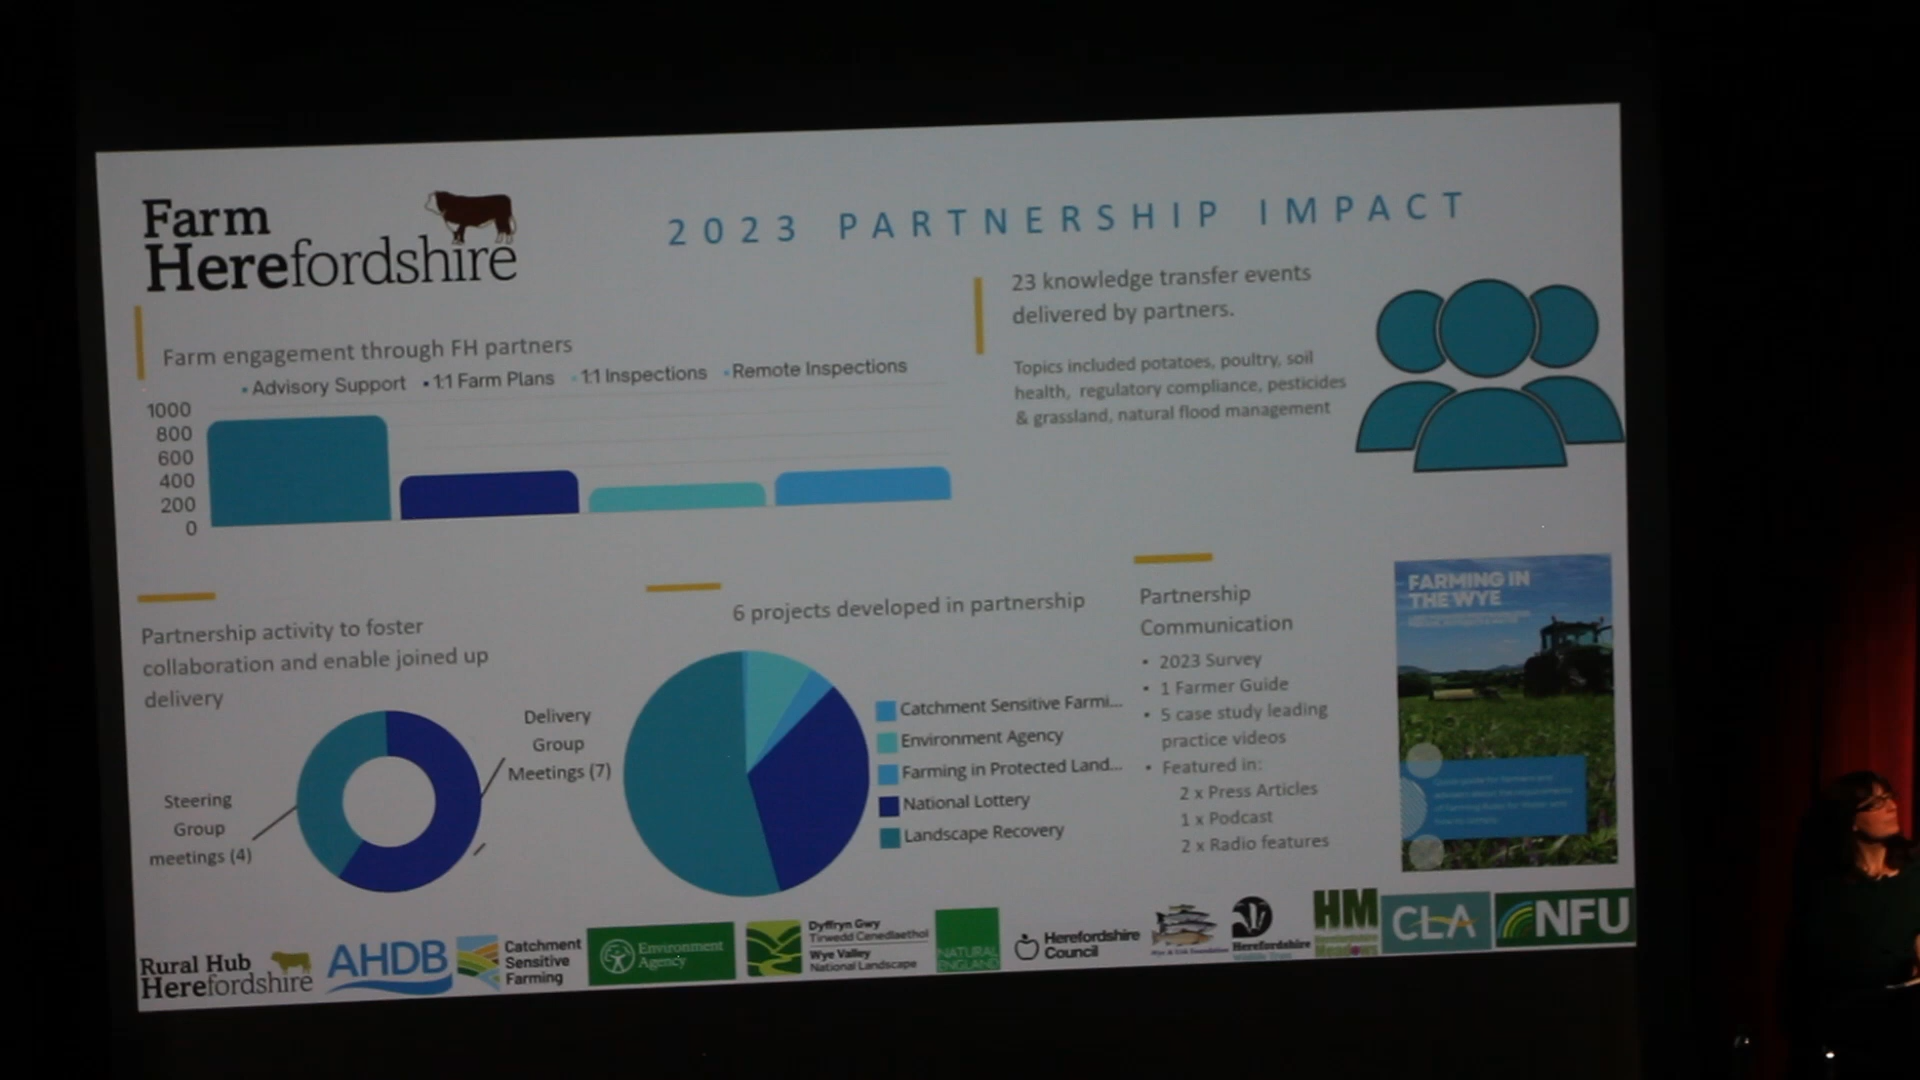 Farm
Herefordshire
2023 PARTNERSHIP IMPACT
Farm engagement through FH partners
Advisory Support 1:1 Farm Plans 1:1 Inspections Remote Inspections
1000
800
600
400
200
0
23 knowledge transfer events
delivered by partners.
Topics included potatoes, poultry, soil
health, regulatory compliance, pesticides
& grassland, natural flood management
Partnership activity to foster
collaboration and enable joined up
delivery
Delivery
Group
Meetings (7)
Steering
Group
meetings (4)
6 projects developed in partnership
Catchment Sensitive Farmi...
Environment Agency
Farming in Protected Land...
National Lottery
Landscape Recovery
Partnership
Communication
• 2023 Survey
• 1 Farmer Guide
• 5 case study leading
practice videos
• Featured in:
2 x Press Articles
1 x Podcast
2 x Radio features
FARMING IN
THE WYE
Rural Hub
Herefordshire
AHDB
Catchment
Sensitive
Farming
Environment
Agency
Dyffryn Gwy
Tirwedd Cenedlaethol
Wye Valley
National Landscape
NATURAL
ENGLAND
Herefordshire
Council
Herefordshire
Wildlife Trust
HM
CLA
NFU